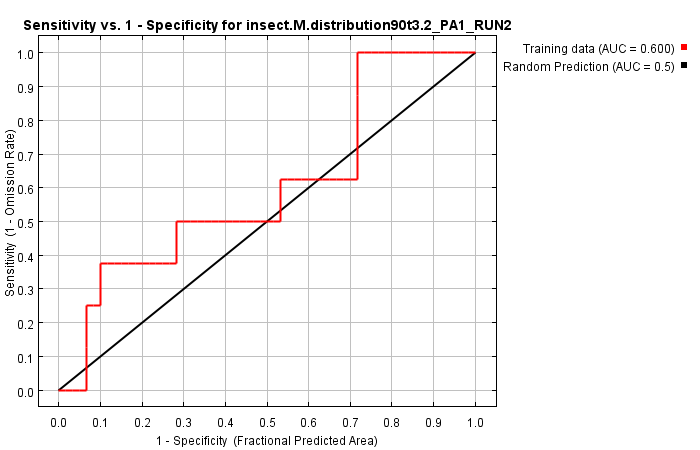 Sensitivity vs. 1 - Specificity for insect.M.distribution90t3.2_PA1_RUN2
Training data (AUC = 0.600)
Random Prediction (AUC = 0.5)
Sensitivity (1 - Omission Rate)
1.0
0.9
0.8
0.7
0.6
0.5
0.4
0.3
0.2
0.1
0.0
0.0 0.1 0.2 0.3 0.4 0.5 0.6 0.7 0.8 0.9 1.0
1 - Specificity (Fractional Predicted Area)